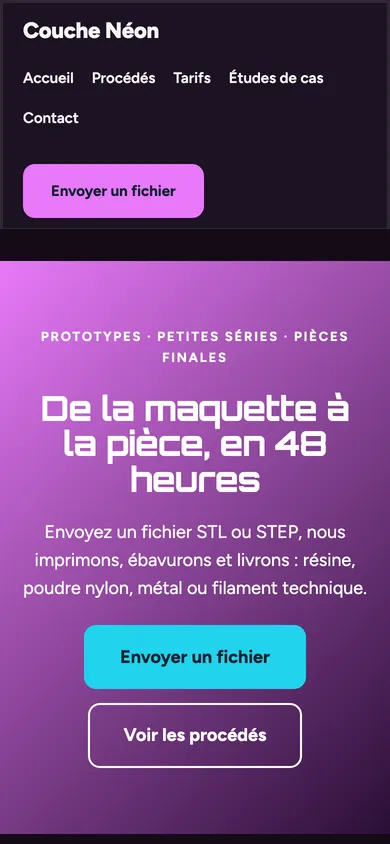 Couche Néon
Accueil Procédés Tarifs Études de cas
Contact
Envoyer un fichier
PROTOTYPES · PETITES SÉRIES · PIÈCES
FINALES
De la maquette à
la pièce, en 48
heures
Envoyez un fichier STL ou STEP, nous
imprimons, ébavurons et livrons : résine,
poudre nylon, métal ou filament technique.
Envoyer un fichier
Voir les procédés